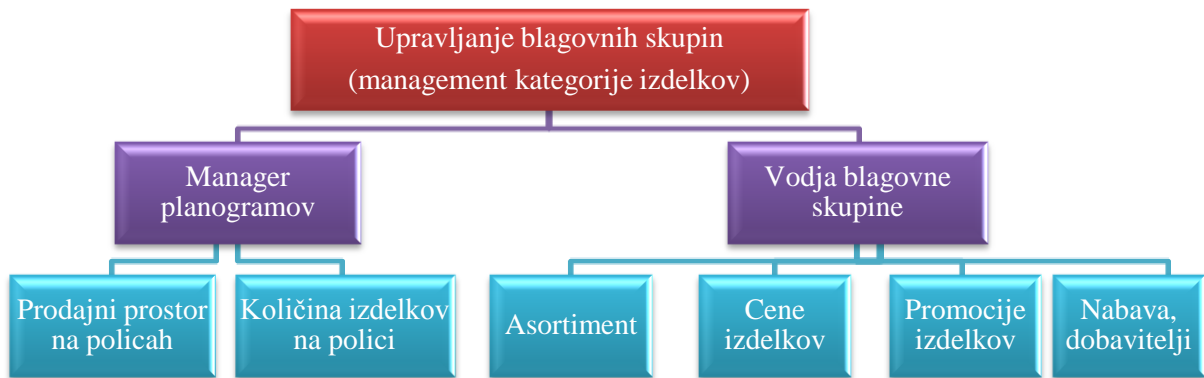 Upravljanje blagovnih skupin
(management kategorije izdelkov)
Manager
planogramov
Vodja blagovne
skupine
Prodajni prostor
na policah
Količina izdelkov
na polici
Asortiment
Cene
izdelkov
Promocije
izdelkov
Nabava,
dobavitelji